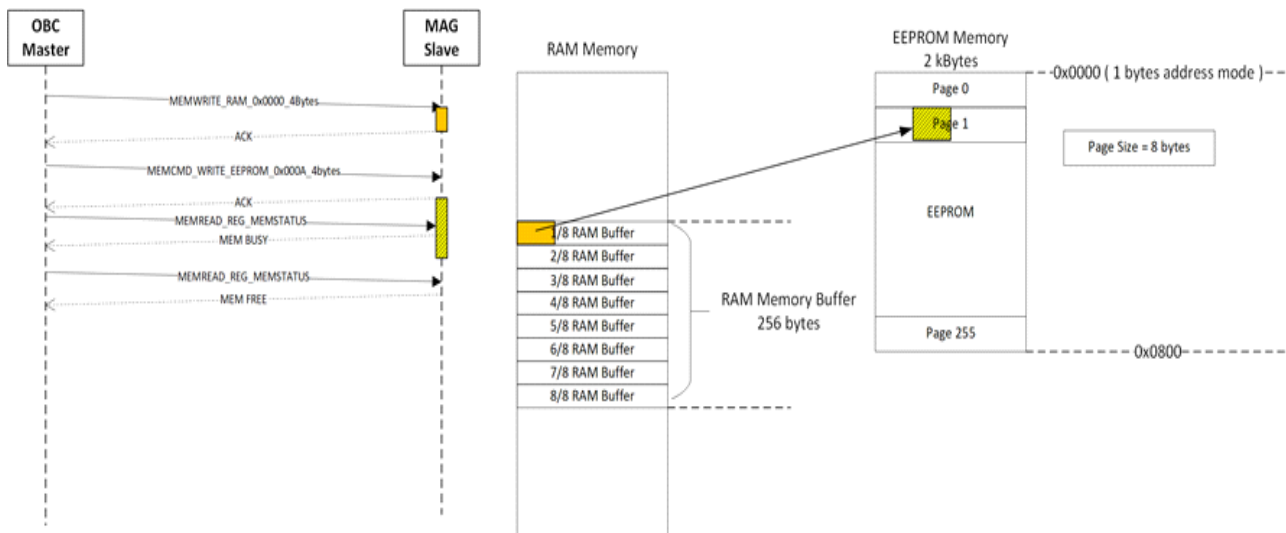 OBC
Master
MAG
Slave
MEMWRITE_RAM_0x0000_4Bytes
ACK
MEMCMD_WRITE_EEPROM_0x000A_4bytes
ACK
MEMREAD_REG_MEMSTATUS
MEM BUSY
MEMREAD_REG_MEMSTATUS
MEM FREE
RAM Memory
1/8 RAM Buffer
2/8 RAM Buffer
3/8 RAM Buffer
4/8 RAM Buffer
5/8 RAM Buffer
6/8 RAM Buffer
7/8 RAM Buffer
8/8 RAM Buffer
RAM Memory Buffer
256 bytes
EEPROM Memory
2 kBytes
0x0000 ( 1 bytes address mode )
Page 0
Page 1
Page Size = 8 bytes
EEPROM
Page 255
0x0800